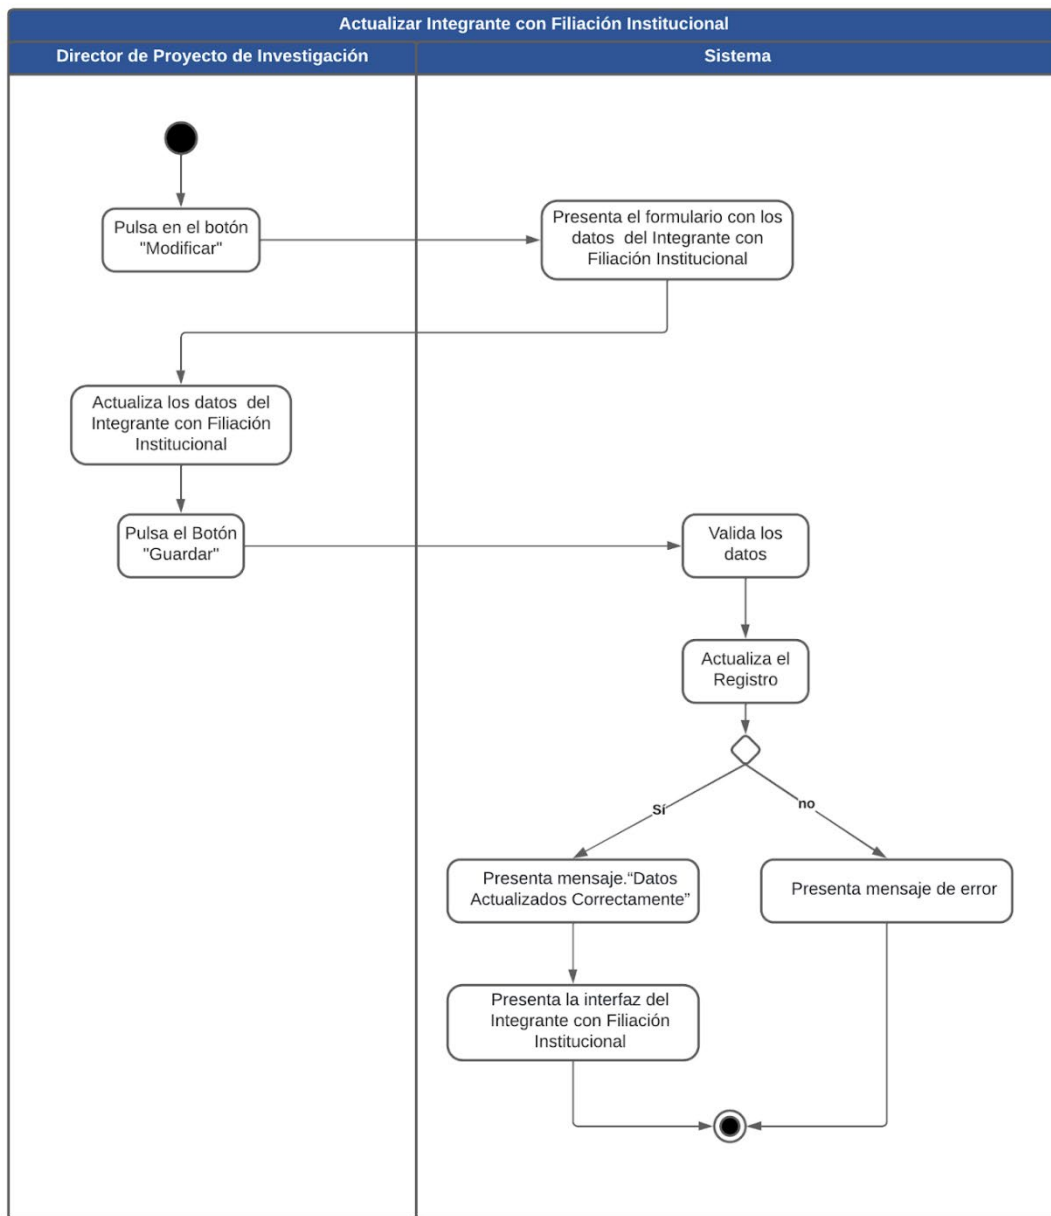 Actualizar Integrante con Filiación Institucional
Director de Proyecto de Investigación
Sistema
Pulsa en el botón
"Modificar"
Presenta el formulario con los
datos del Integrante con
Filiación Institucional
Actualiza los datos del
Integrante con Filiación
Institucional
Pulsa el Botón
"Guardar"
Valida los
datos
Actualiza el
Registro
Sí
no
Presenta mensaje.“Datos
Actualizados Correctamente”
Presenta mensaje de error
Presenta la interfaz del
Integrante con Filiación
Institucional